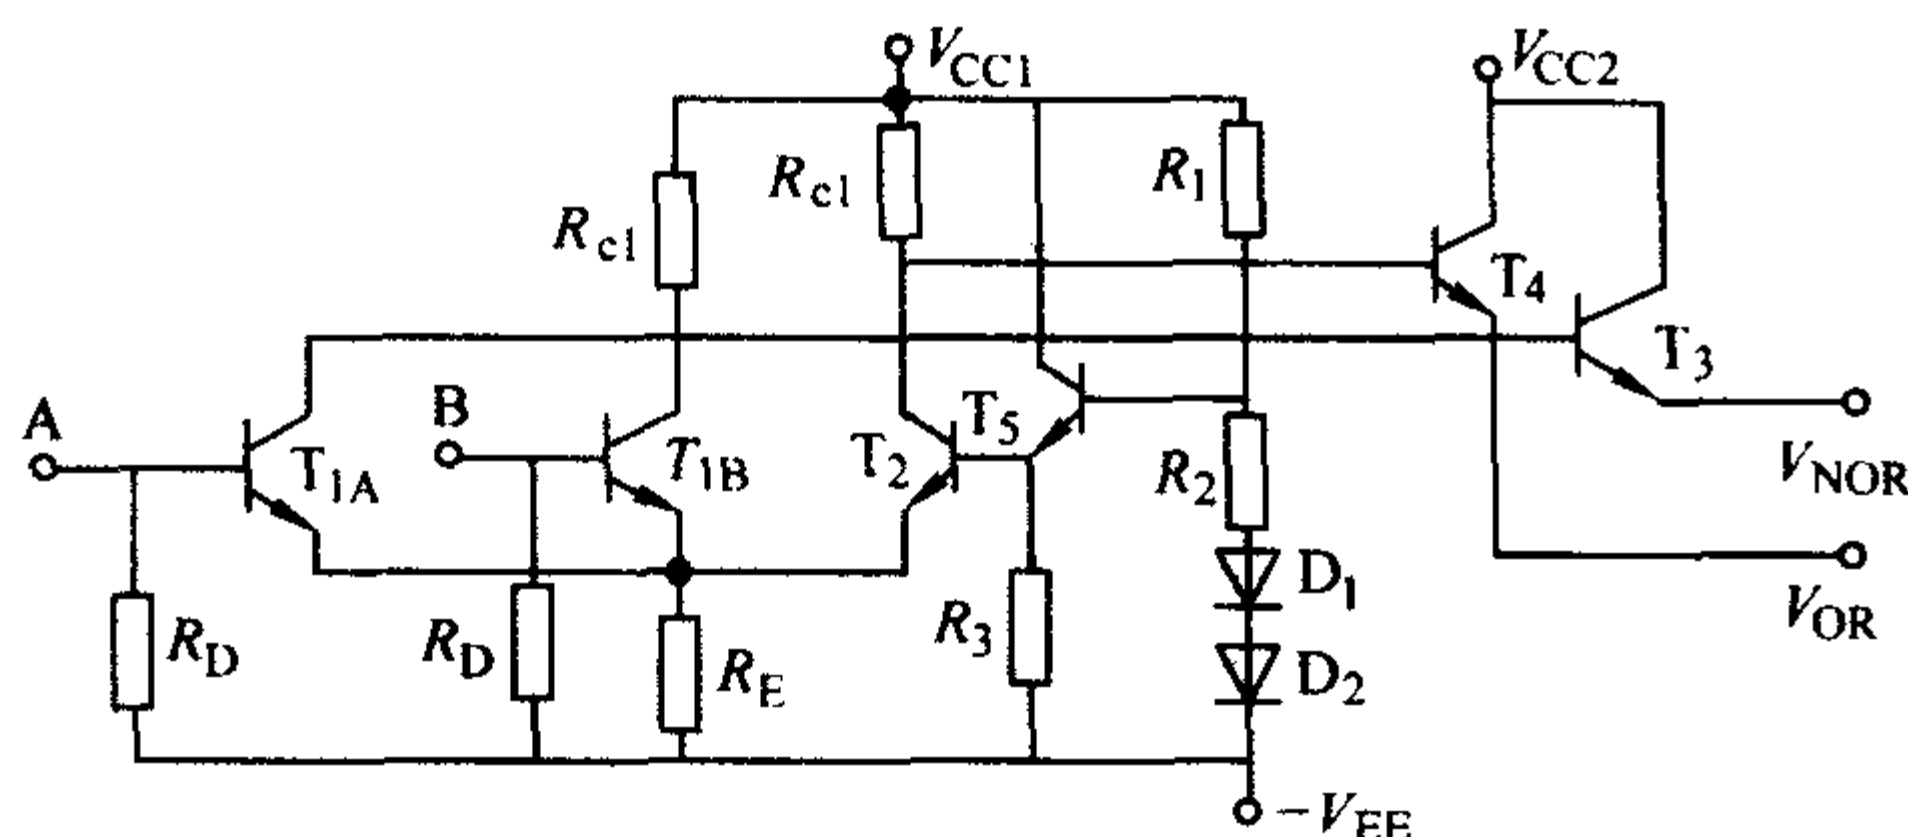 V_CC1
V_CC2
R_c1
R_c1
R_1
T_4
T_3
A
B
T_1A
T_1B
T_2
T_5
R_2
V_NOR
D_1
V_OR
R_D
R_D
R_E
R_3
D_2
-V_EE